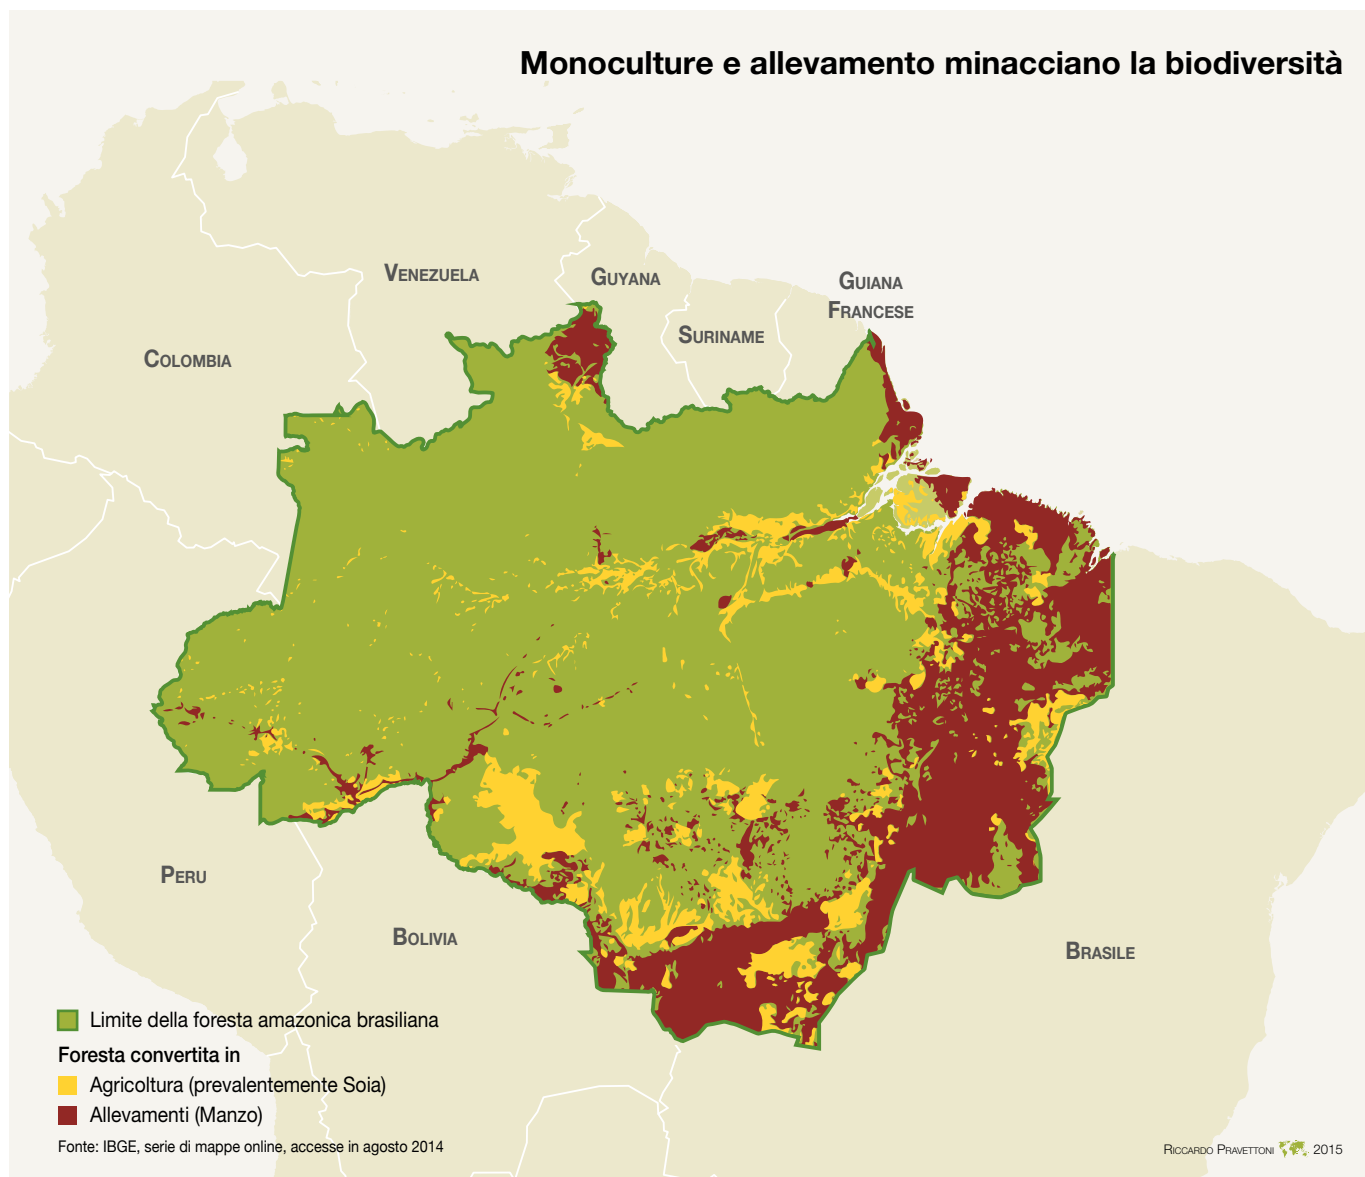 Monoculture e allevamento minacciano la biodiversità
Venezuela
Guyana
Guiana
Francese
Suriname
Colombia
Peru
Bolivia
Brasile
Limite della foresta amazonica brasiliana
Foresta convertita in
Agricoltura (prevalentemente Soia)
Allevamenti (Manzo)
Fonte: IBGE, serie di mappe online, accesse in agosto 2014
Riccardo Pravettoni 2015